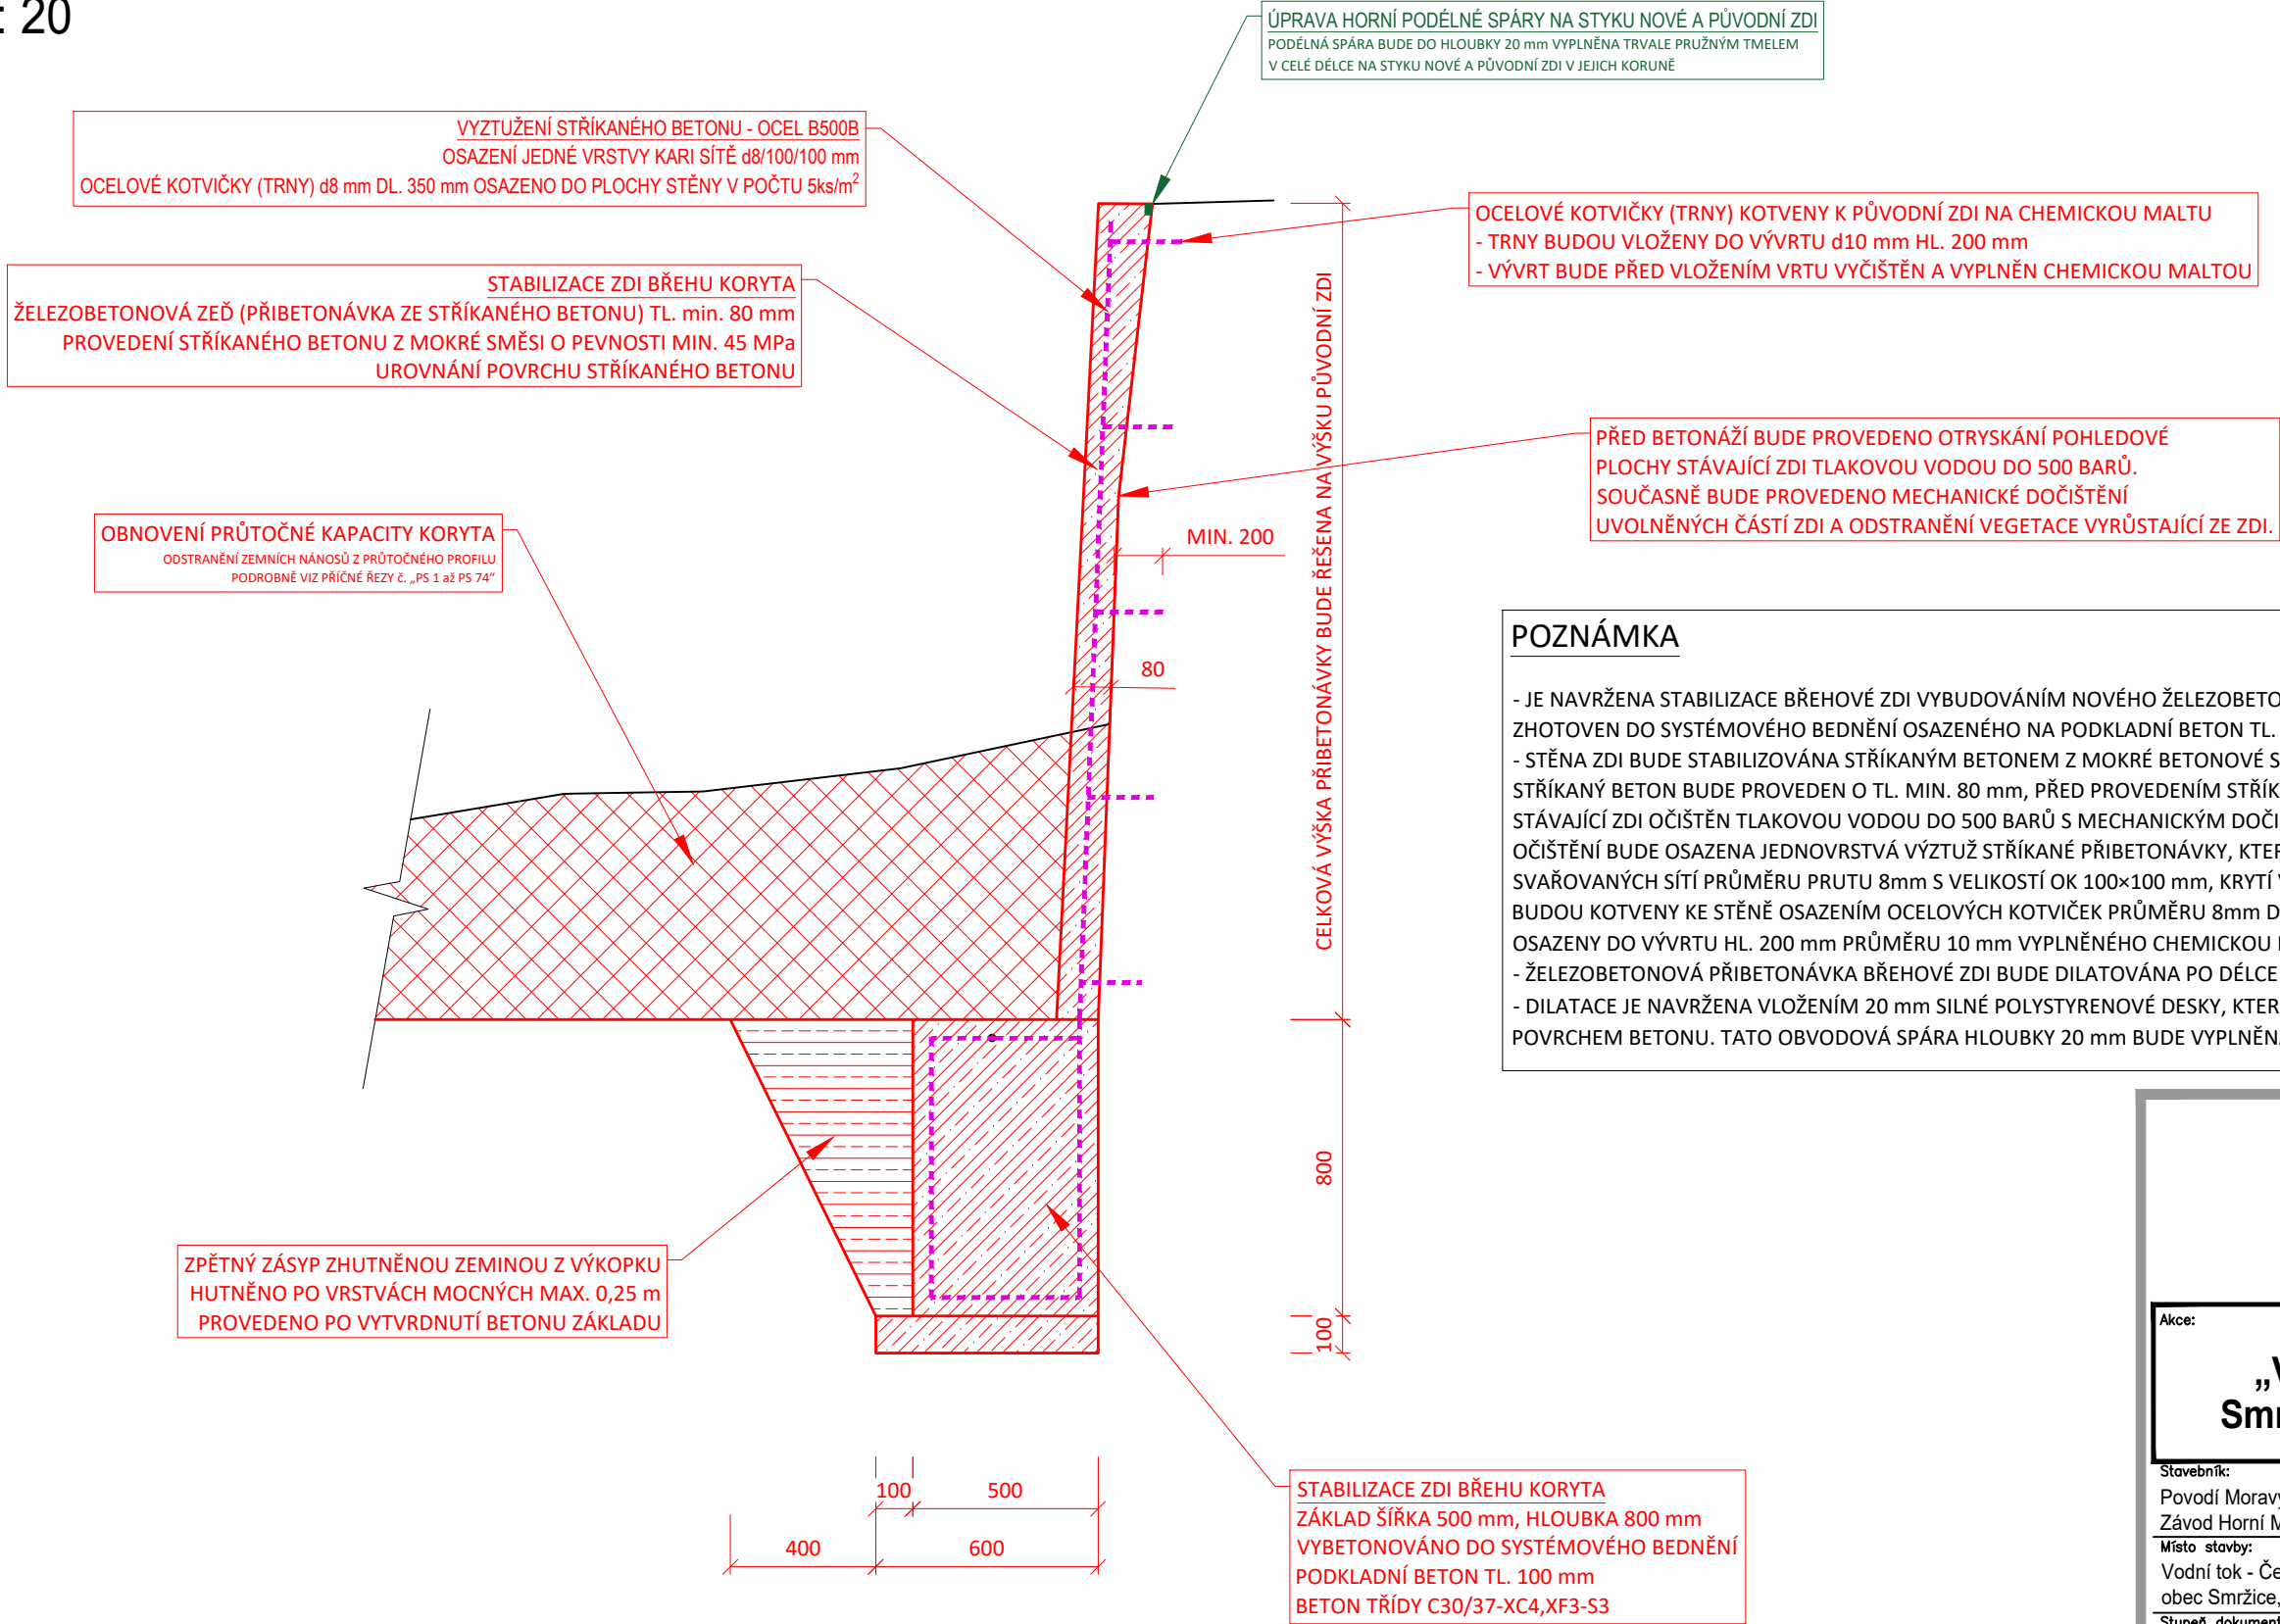 : 20
ÚPRAVA HORNÍ PODÉLNÉ SPÁRY NA STYKU NOVÉ A PŮVODNÍ ZDI
PODÉLNÁ SPÁRA BUDE DO HLOUBKY 20 mm VYPLNĚNA TRVALE PRUŽNÝM TMELEM
V CELÉ DÉLCE NA STYKU NOVÉ A PŮVODNÍ ZDI V JEJICH KORUNĚ
VYZTUŽENÍ STŘÍKANÉHO BETONU - OCEL B500B
OSAZENÍ JEDNÉ VRSTVY KARI SÍTĚ d8/100/100 mm
OCELOVÉ KOTVIČKY (TRNY) d8 mm DL. 350 mm OSAZENO DO PLOCHY STĚNY V POČTU 5ks/m²
OCELOVÉ KOTVIČKY (TRNY) KOTVENY K PŮVODNÍ ZDI NA CHEMICKOU MALTU
- TRNY BUDOU VLOŽENY DO VÝVRTU d10 mm HL. 200 mm
- VÝVRT BUDE PŘED VLOŽENÍM VRTU VYČIŠTĚN A VYPLNĚN CHEMICKOU MALTOU
STABILIZACE ZDI BŘEHU KORYTA
ŽELEZOBETONOVÁ ZEĎ (PŘIBETONÁVKA ZE STŘÍKANÉHO BETONU) TL. min. 80 mm
PROVEDENÍ STŘÍKANÉHO BETONU Z MOKRÉ SMĚSI O PEVNOSTI MIN. 45 MPa
UROVNÁNÍ POVRCHU STŘÍKANÉHO BETONU
CELKOVÁ VÝŠKA PŘIBETONÁVKY BUDE ŘEŠENA NA VÝŠKU PŮVODNÍ ZDI
PŘED BETONÁŽÍ BUDE PROVEDENO OTRYSKÁNÍ POHLEDOVÉ
PLOCHY STÁVAJÍCÍ ZDI TLAKOVOU VODOU DO 500 BARŮ.
SOUČASNĚ BUDE PROVEDENO MECHANICKÉ DOČIŠTĚNÍ
UVOLNĚNÝCH ČÁSTÍ ZDI A ODSTRANĚNÍ VEGETACE VYRŮSTAJÍCÍ ZE ZDI.
OBNOVENÍ PRŮTOČNÉ KAPACITY KORYTA
ODSTRANĚNÍ ZEMNÍCH NÁNOSŮ Z PRŮTOČNÉHO PROFILU
PODROBNĚ VIZ PŘÍČNÉ ŘEZY č. „PS 1 až PS 74“
MIN. 200
80
POZNÁMKA
- JE NAVRŽENA STABILIZACE BŘEHOVÉ ZDI VYBUDOVÁNÍM NOVÉHO ŽELEZOBETO
ZHOTOVEN DO SYSTÉMOVÉHO BEDNĚNÍ OSAZENÉHO NA PODKLADNÍ BETON TL.
- STĚNA ZDI BUDE STABILIZOVÁNA STŘÍKANÝM BETONEM Z MOKRÉ BETONOVÉ S
STŘÍKANÝ BETON BUDE PROVEDEN O TL. MIN. 80 mm, PŘED PROVEDENÍM STŘÍK
STÁVAJÍCÍ ZDI OČIŠTĚN TLAKOVOU VODOU DO 500 BARŮ S MECHANICKÝM DOČI
OČIŠTĚNÍ BUDE OSAZENA JEDNOVRSTVÁ VÝZTUŽ STŘÍKANÉ PŘIBETONÁVKY, KTER
SVAŘOVANÝCH SÍTÍ PRŮMĚRU PRUTU 8mm S VELIKOSTÍ OK 100×100 mm, KRYTÍ V
BUDOU KOTVENY KE STĚNĚ OSAZENÍM OCELOVÝCH KOTVIČEK PRŮMĚRU 8mm D
OSAZENY DO VÝVRTU HL. 200 mm PRŮMĚRU 10 mm VYPLNĚNÉHO CHEMICKOU
- ŽELEZOBETONOVÁ PŘIBETONÁVKA BŘEHOVÉ ZDI BUDE DILATOVÁNA PO DÉLCE
- DILATACE JE NAVRŽENA VLOŽENÍM 20 mm SILNÉ POLYSTYRENOVÉ DESKY, KTER
POVRCHEM BETONU. TATO OBVODOVÁ SPÁRA HLOUBKY 20 mm BUDE VYPLNĚNA
800
100
ZPĚTNÝ ZÁSYP ZHUTNĚNOU ZEMINOU Z VÝKOPKU
HUTNĚNO PO VRSTVÁCH MOCNÝCH MAX. 0,25 m
PROVEDENO PO VYTVRDNUTÍ BETONU ZÁKLADU
100
500
400
600
STABILIZACE ZDI BŘEHU KORYTA
ZÁKLAD ŠÍŘKA 500 mm, HLOUBKA 800 mm
VYBETONOVÁNO DO SYSTÉMOVÉHO BEDNĚNÍ
PODKLADNÍ BETON TL. 100 mm
BETON TŘÍDY C30/37-XC4,XF3-S3
Akce:
„V
Smr
Stavebník:
Povodí Moravy
Závod Horní M
Místo stavby:
Vodní tok - Če
obec Smržice,
Stupeň dokument